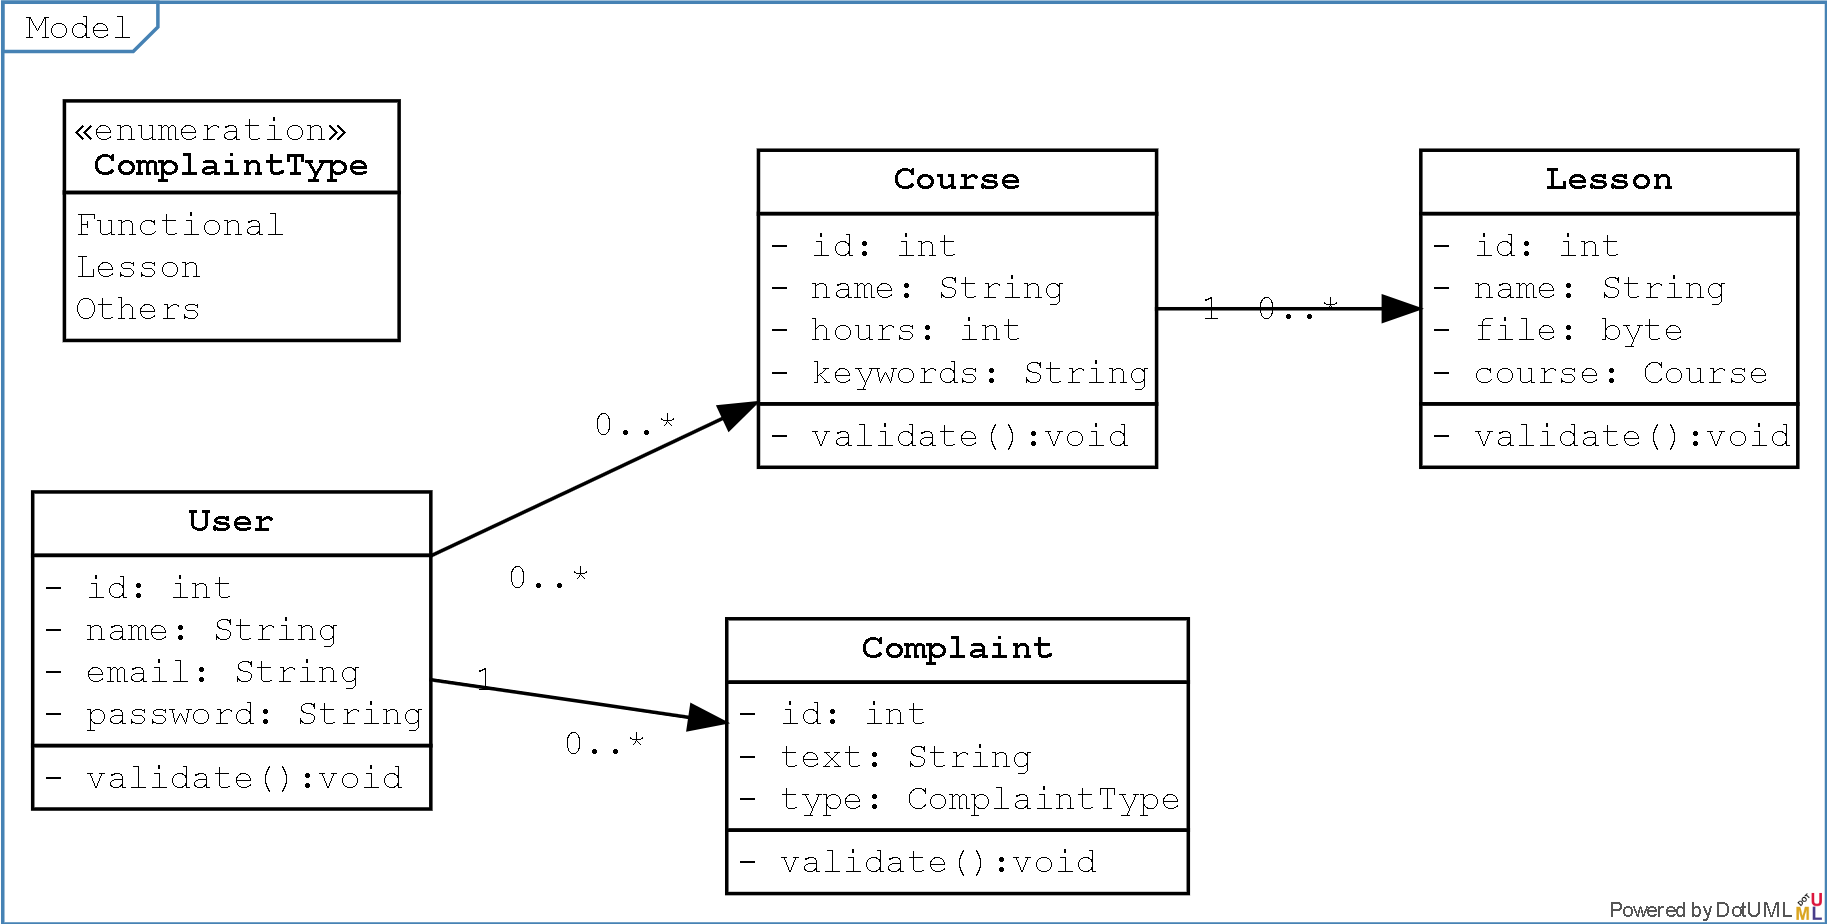 Model
«enumeration»
ComplaintType
Functional
Lesson
Others
Course
- id: int
- name: String
- hours: int
- keywords: String
- validate():void
1 0..*
Lesson
- id: int
- name: String
- file: byte
- course: Course
- validate():void
0..*
0..*
User
- id: int
- name: String
- email: String
- password: String
- validate():void
1
0..*
Complaint
- id: int
- text: String
- type: ComplaintType
- validate():void
Powered by DotUML
DOT
UML